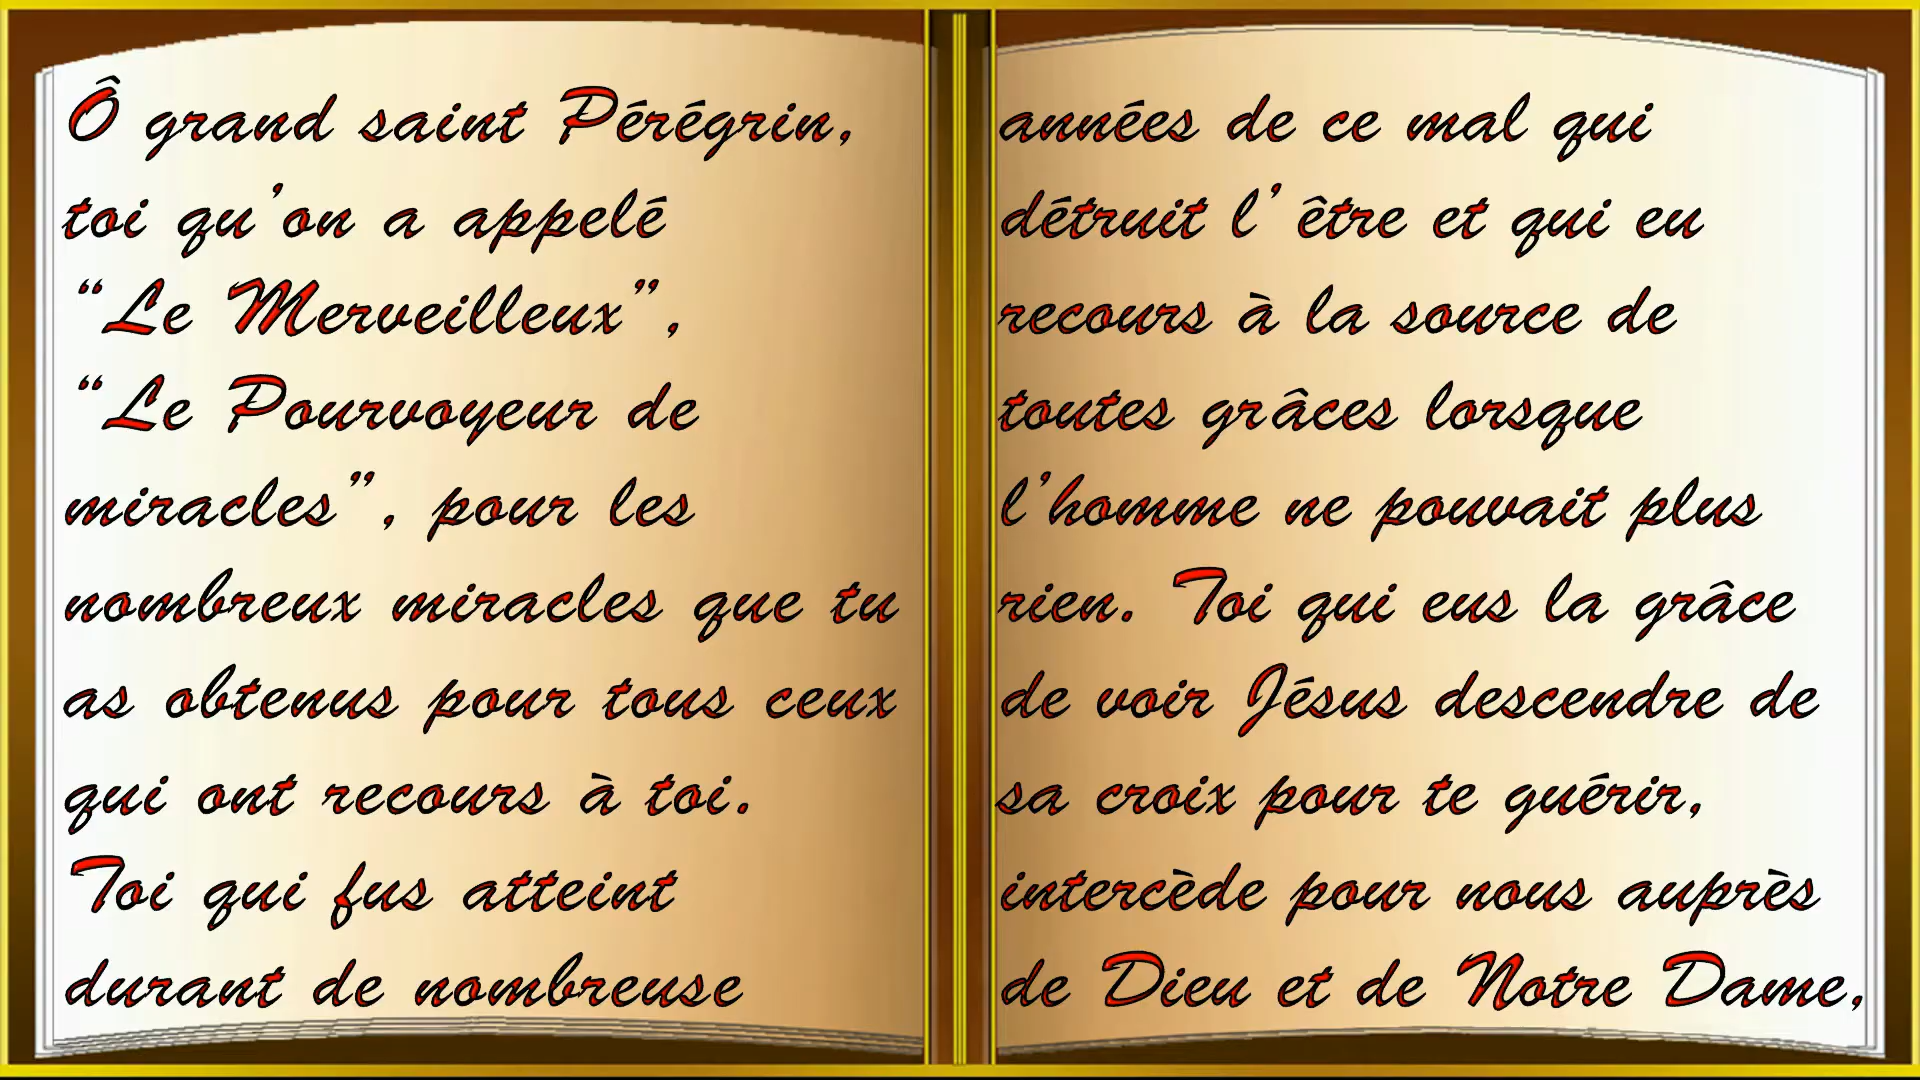 Ô grand saint Pérégrin,
toi qu’on a appelé
“Le Merveilleux”,
“Le Pourvoyeur de
miracles”, pour les
nombreux miracles que tu
as obtenus pour tous ceux
qui ont recours à toi.
Toi qui fus atteint
durant de nombreuse
années de ce mal qui
détruit l’ être et qui eu
recours à la source de
toutes grâces lorsque
l’homme ne pouvait plus
rien. Toi qui eus la grâce
de voir Jésus descendre de
sa croix pour te guérir,
intercède pour nous auprès
de Dieu et de Notre Dame,